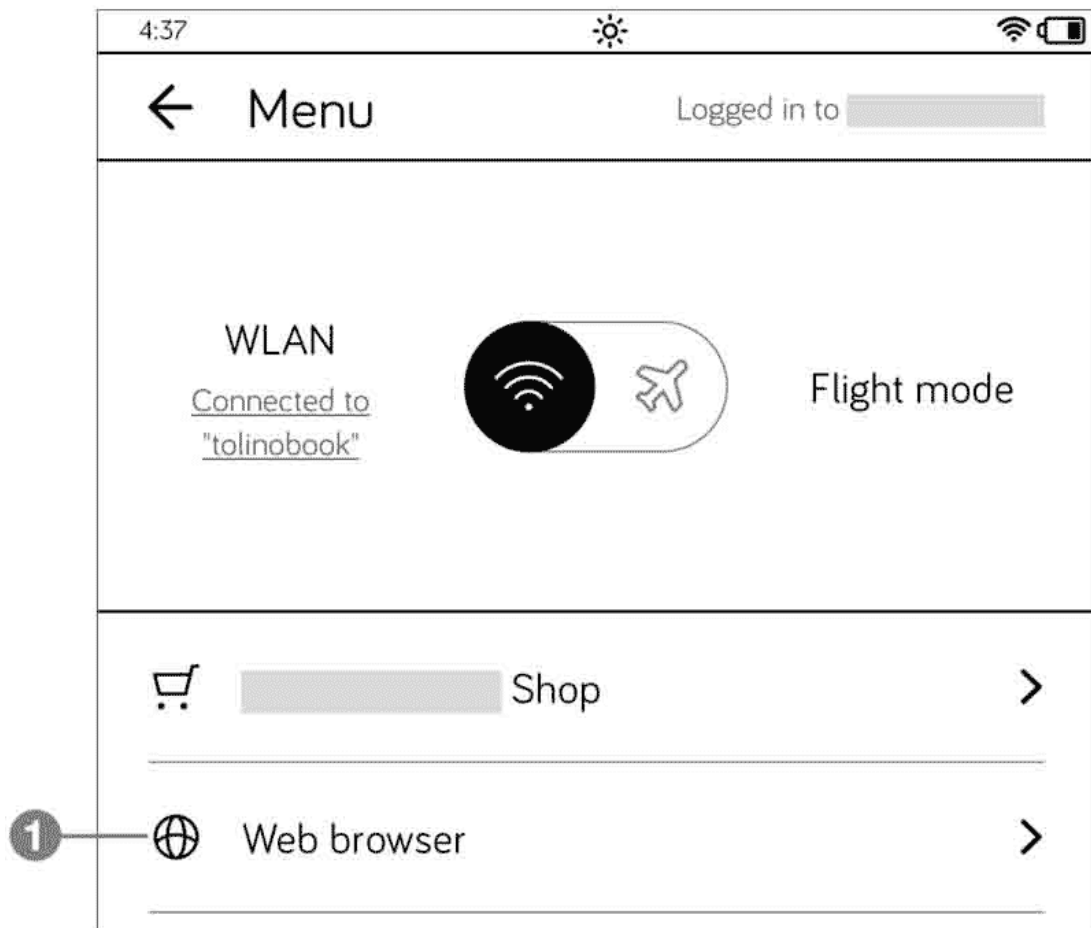 4:37
Menu
Logged in to
WLAN
Connected to
"tolinobook"
Flight mode
Shop
1
Web browser